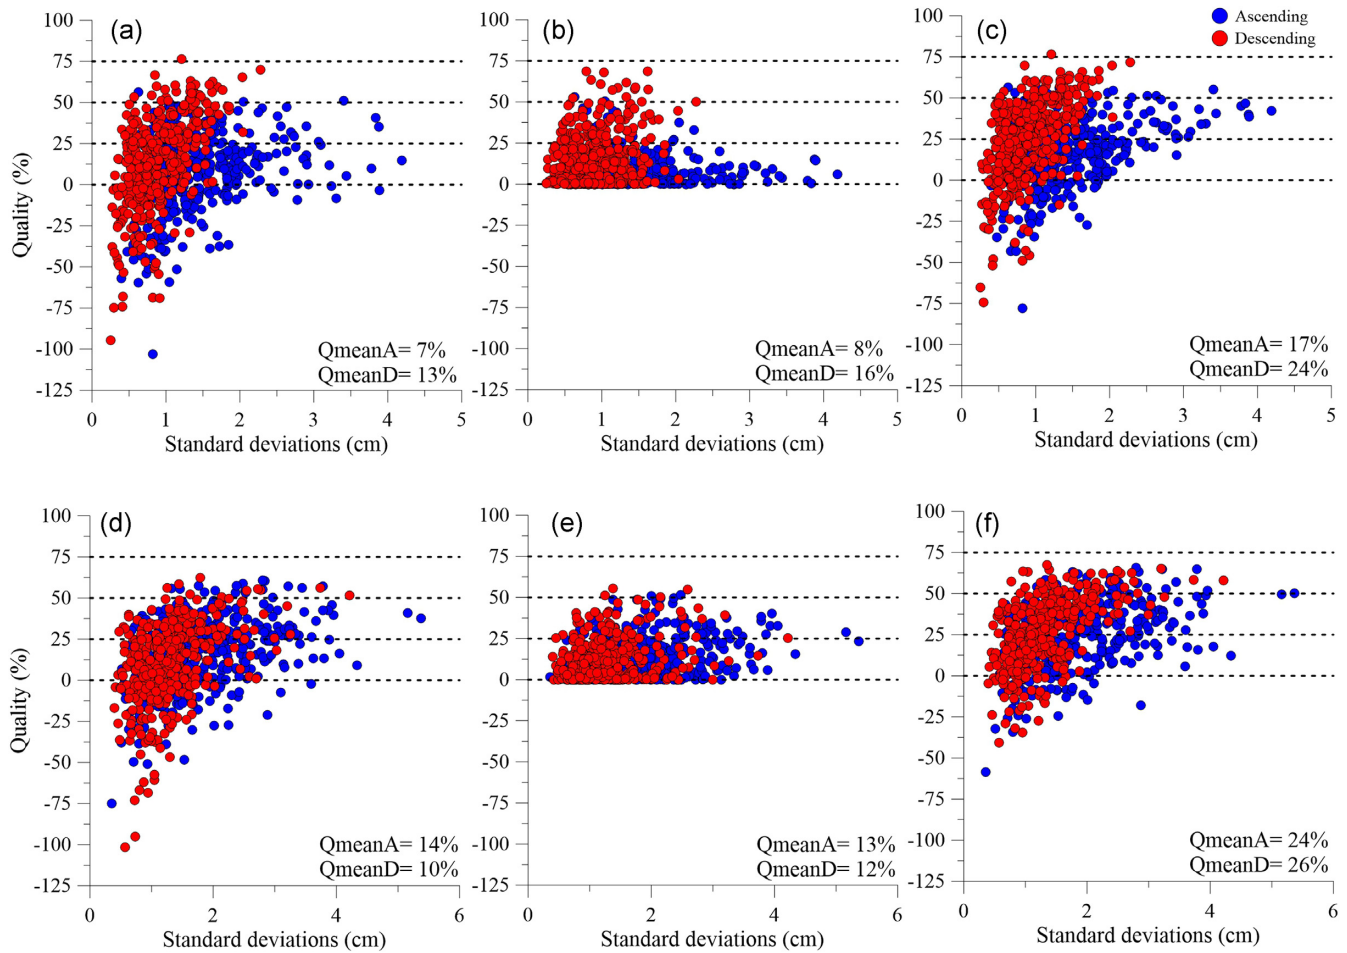 (a)
100
75
50
25
0
-25
-50
-75
-100
-125
Quality (%)
QmeanA= 7%
QmeanD= 13%
0 1 2 3 4 5
Standard deviations (cm)
(b)
100
75
50
25
0
-25
-50
-75
-100
-125
QmeanA= 8%
QmeanD= 16%
0 1 2 3 4 5
Standard deviations (cm)
(c)
Ascending
Descending
100
75
50
25
0
-25
-50
-75
-100
-125
QmeanA= 17%
QmeanD= 24%
0 1 2 3 4 5
Standard deviations (cm)
(d)
100
75
50
25
0
-25
-50
-75
-100
-125
Quality (%)
QmeanA= 14%
QmeanD= 10%
0 2 4 6
Standard deviations (cm)
(e)
100
75
50
25
0
-25
-50
-75
-100
-125
QmeanA= 13%
QmeanD= 12%
0 2 4 6
Standard deviations (cm)
(f)
100
75
50
25
0
-25
-50
-75
-100
-125
QmeanA= 24%
QmeanD= 26%
0 2 4 6
Standard deviations (cm)